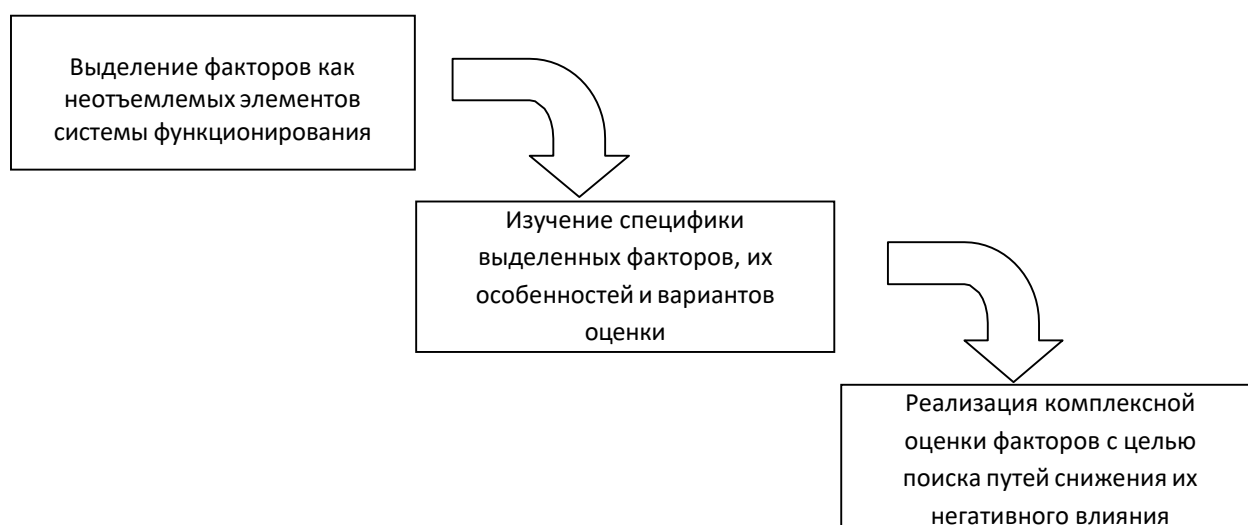 Выделение факторов как
неотъемлемых элементов
системы функционирования
Изучение специфики
выделенных факторов, их
особенностей и вариантов
оценки
Реализация комплексной
оценки факторов с целью
поиска путей снижения их
негативного влияния